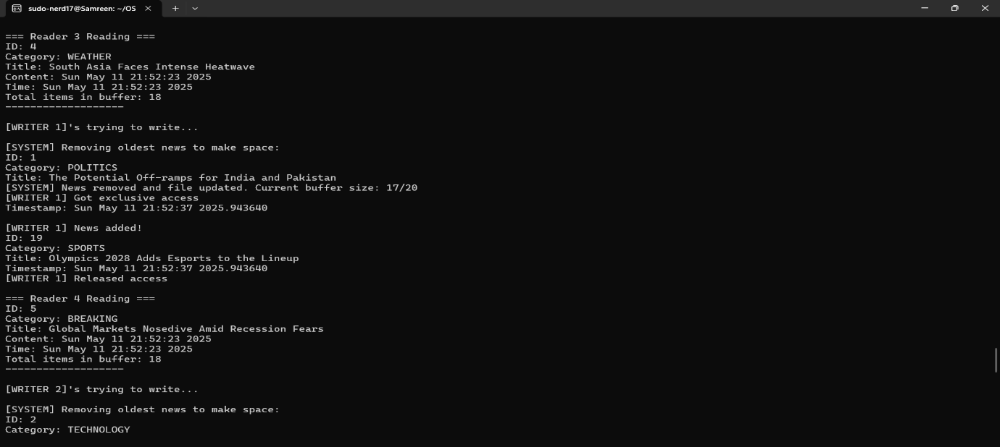 sudo-nerd17@Samreen: ~/OS
=== Reader 3 Reading ===
ID: 4
Category: WEATHER
Title: South Asia Faces Intense Heatwave
Content: Sun May 11 21:52:23 2025
Time: Sun May 11 21:52:23 2025
Total items in buffer: 18
-------------------
[WRITER 1]'s trying to write...
[SYSTEM] Removing oldest news to make space:
ID: 1
Category: POLITICS
Title: The Potential Off-ramps for India and Pakistan
[SYSTEM] News removed and file updated. Current buffer size: 17/20
[WRITER 1] Got exclusive access
Timestamp: Sun May 11 21:52:37 2025.943640
[WRITER 1] News added!
ID: 19
Category: SPORTS
Title: Olympics 2028 Adds Esports to the Lineup
Timestamp: Sun May 11 21:52:37 2025.943640
[WRITER 1] Released access
=== Reader 4 Reading ===
ID: 5
Category: BREAKING
Title: Global Markets Nosedive Amid Recession Fears
Content: Sun May 11 21:52:23 2025
Time: Sun May 11 21:52:23 2025
Total items in buffer: 18
-------------------
[WRITER 2]'s trying to write...
[SYSTEM] Removing oldest news to make space:
ID: 2
Category: TECHNOLOGY